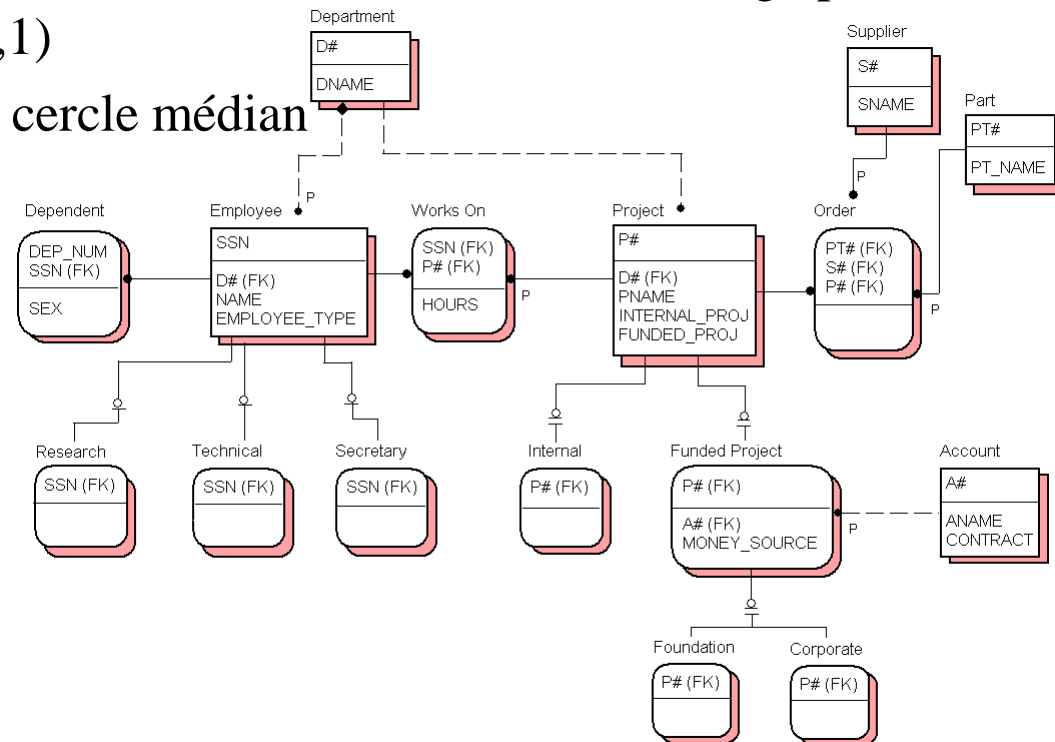 ,1)
cercle médian
Department
D#
DNAME
Supplier
S#
SNAME
Part
PT#
PT_NAME
P
P
Dependent
DEP_NUM
SSN (FK)
SEX
Employee
SSN
D# (FK)
NAME
EMPLOYEE_TYPE
Works On
SSN (FK)
P# (FK)
HOURS
P
Project
P#
D# (FK)
PNAME
INTERNAL_PROJ
FUNDED_PROJ
Order
PT# (FK)
S# (FK)
P# (FK)
P
Research
SSN (FK)
Technical
SSN (FK)
Secretary
SSN (FK)
Internal
P# (FK)
Funded Project
P# (FK)
A# (FK)
MONEY_SOURCE
P
Account
A#
ANAME
CONTRACT
Foundation
P# (FK)
Corporate
P# (FK)